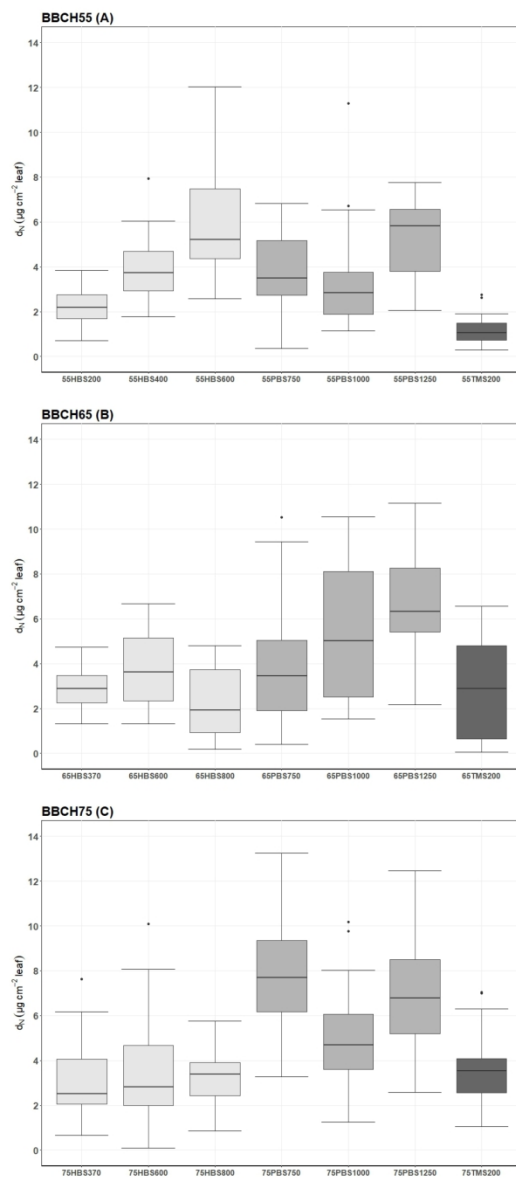 BBCH55 (A)
14
12
10
8
6
4
2
0
d_N (µg cm⁻² leaf)
55HBS200 55HBS400 55HBS600 55PBS750 55PBS1000 55PBS1250 55TMS200
BBCH65 (B)
14
12
10
8
6
4
2
0
d_N (µg cm⁻² leaf)
65HBS370 65HBS600 65HBS800 65PBS750 65PBS1000 65PBS1250 65TMS200
BBCH75 (C)
14
12
10
8
6
4
2
0
d_N (µg cm⁻² leaf)
75HBS370 75HBS600 75HBS800 75PBS750 75PBS1000 75PBS1250 75TMS200